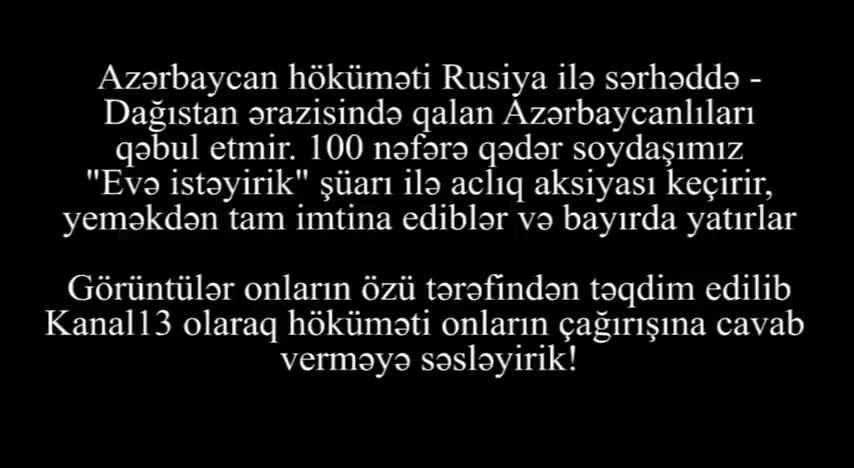 Azərbaycan höküməti Rusiya ilə sərhəddə -
Dağıstan ərazisində qalan Azərbaycanlıları
qəbul etmir. 100 nəfərə qədər soydaşımız
"Evə istəyirik" şüarı ilə aclıq aksiyası keçirir,
yeməkdən tam imtina ediblər və bayırda yatırlar
Görüntülər onların özü tərəfindən təqdim edilib
Kanal13 olaraq höküməti onların çağırışına cavab
verməyə səsləyirik!